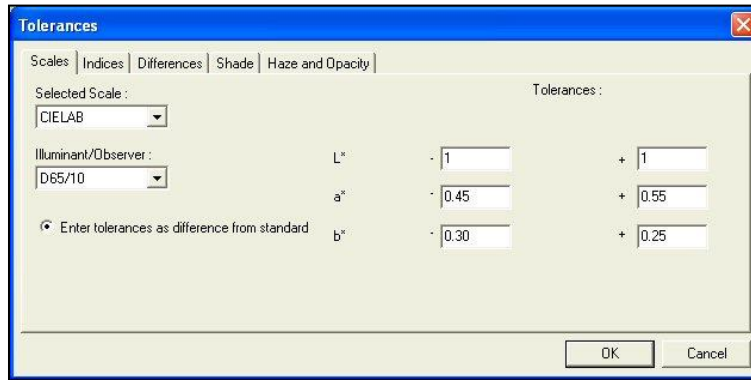 Tolerances
Scales Indices Differences Shade Haze and Opacity
Selected Scale : Tolerances :
CIELAB
Illuminant/Observer : L* - 1 + 1
D65/10
a* - 0.45 + 0.55
Enter tolerances as difference from standard
b* - 0.30 + 0.25
OK Cancel